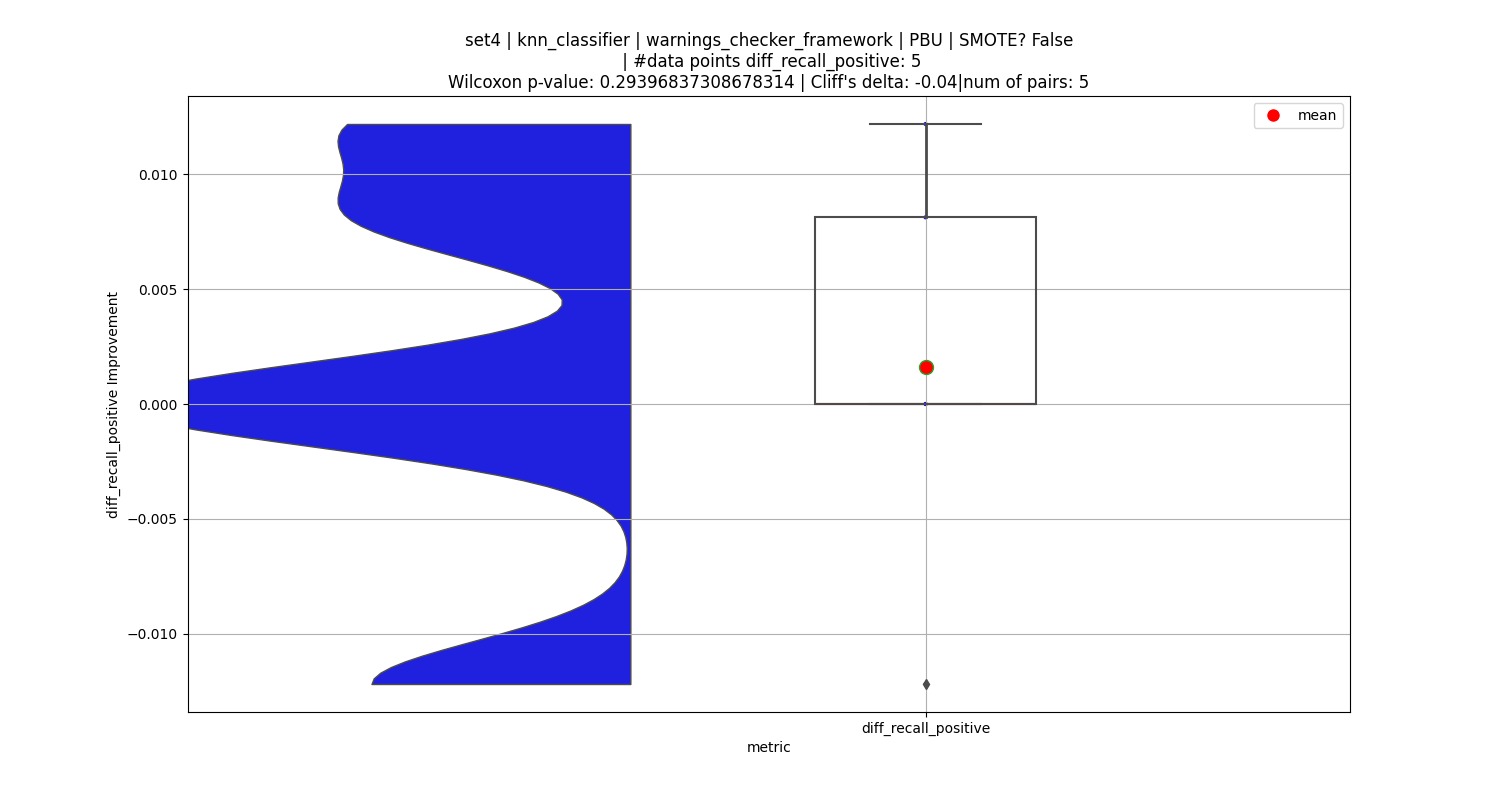 set4 | knn_classifier | warnings_checker_framework | PBU | SMOTE? False
| #data points diff_recall_positive: 5
Wilcoxon p-value: 0.29396837308678314 | Cliff's delta: -0.04|num of pairs: 5
mean
0.010
0.005
0.000
−0.005
−0.010
diff_recall_positive Improvement
diff_recall_positive
metric